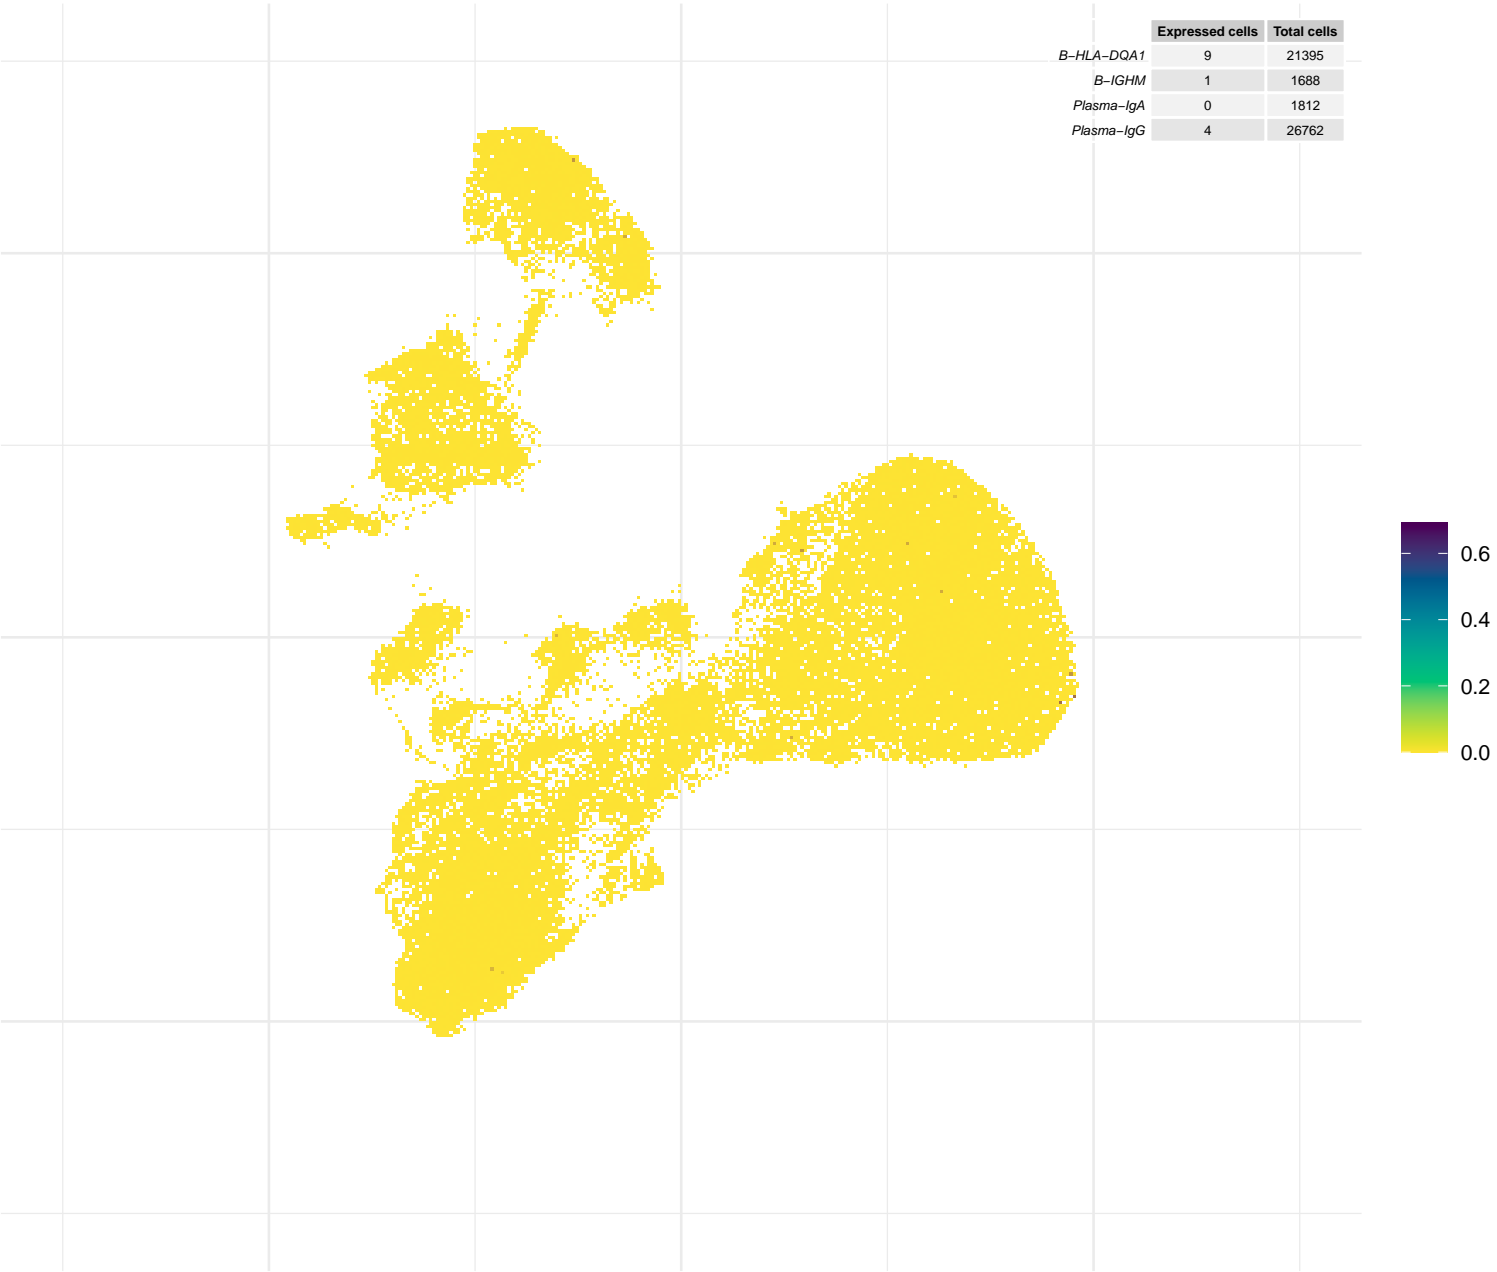 Expressed cells Total cells
B−HLA−DQA1 9 21395
B−IGHM 1 1688
Plasma−IgA 0 1812
Plasma−IgG 4 26762
0.6
0.4
0.2
0.0